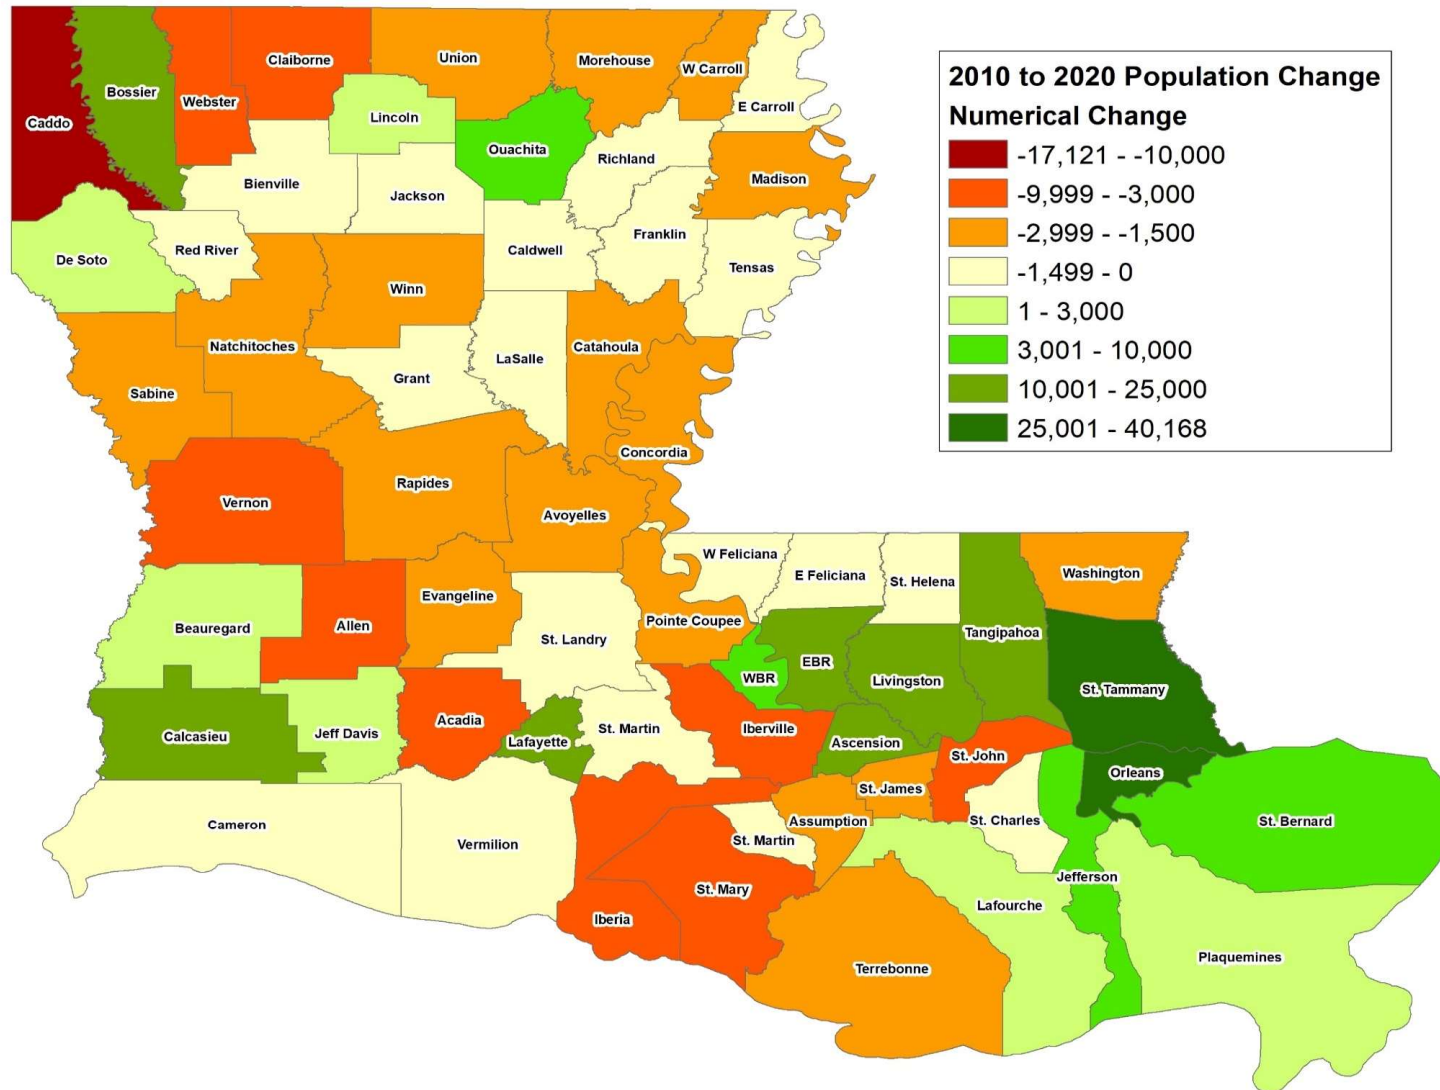 2010 to 2020 Population Change
Numerical Change
-17,121 - -10,000
-9,999 - -3,000
-2,999 - -1,500
-1,499 - 0
1 - 3,000
3,001 - 10,000
10,001 - 25,000
25,001 - 40,168
Caddo
Bossier
Webster
Claiborne
Union
Morehouse
W Carroll
E Carroll
Lincoln
Ouachita
Richland
Madison
Bienville
Jackson
De Soto
Red River
Caldwell
Franklin
Tensas
Winn
Natchitoches
Catahoula
LaSalle
Grant
Sabine
Concordia
Rapides
Vernon
Avoyelles
W Feliciana
E Feliciana
St. Helena
Washington
Evangeline
Pointe Coupee
Tangipahoa
Beauregard
Allen
St. Landry
EBR
WBR
Livingston
St. Tammany
Calcasieu
Jeff Davis
Acadia
Lafayette
St. Martin
Iberville
Ascension
St. John
Orleans
St. James
Cameron
Vermilion
St. Martin
Assumption
St. Charles
St. Bernard
Iberia
St. Mary
Jefferson
Lafourche
Terrebonne
Plaquemines